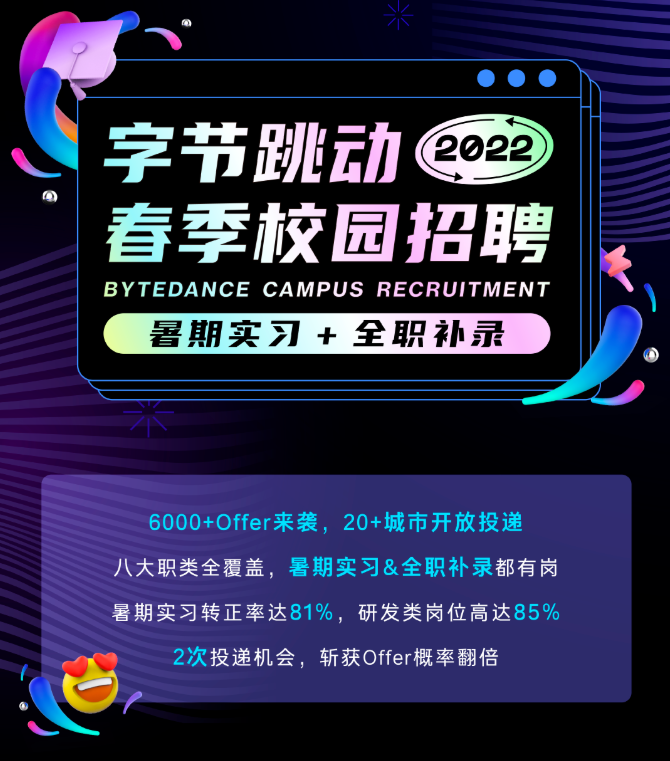 字节跳动
2022
春季校园招聘
BYTEDANCE CAMPUS RECRUITMENT
暑期实习 + 全职补录
6000+Offer来袭，20+城市开放投递
八大职类全覆盖，暑期实习&全职补录都有岗
暑期实习转正率达81%，研发类岗位高达85%
2次投递机会，斩获Offer概率翻倍